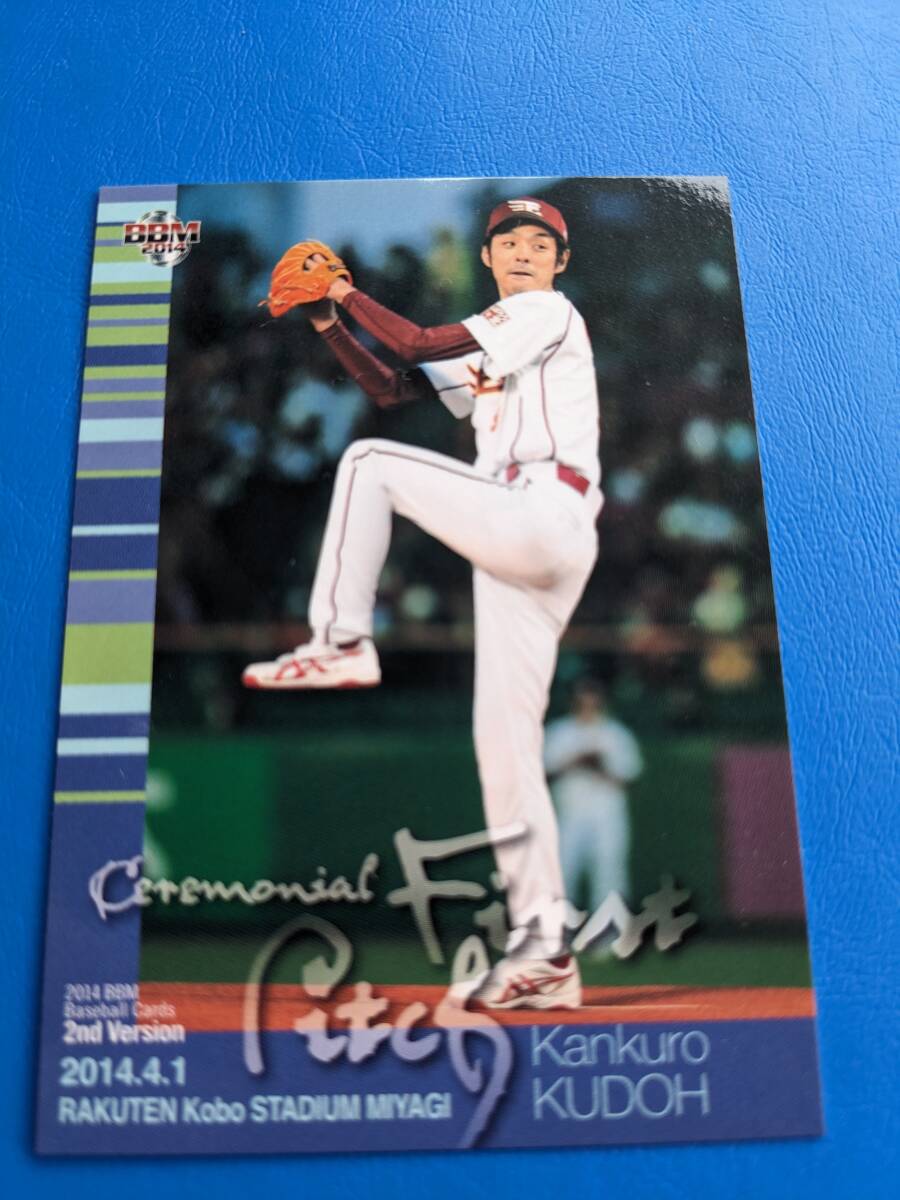 BBM
2014
Ceremonial First
Pitch
2014 BBM
Baseball Cards
2nd Version
2014.4.1
RAKUTEN Kobo STADIUM MIYAGI
Kankuro
KUDOH